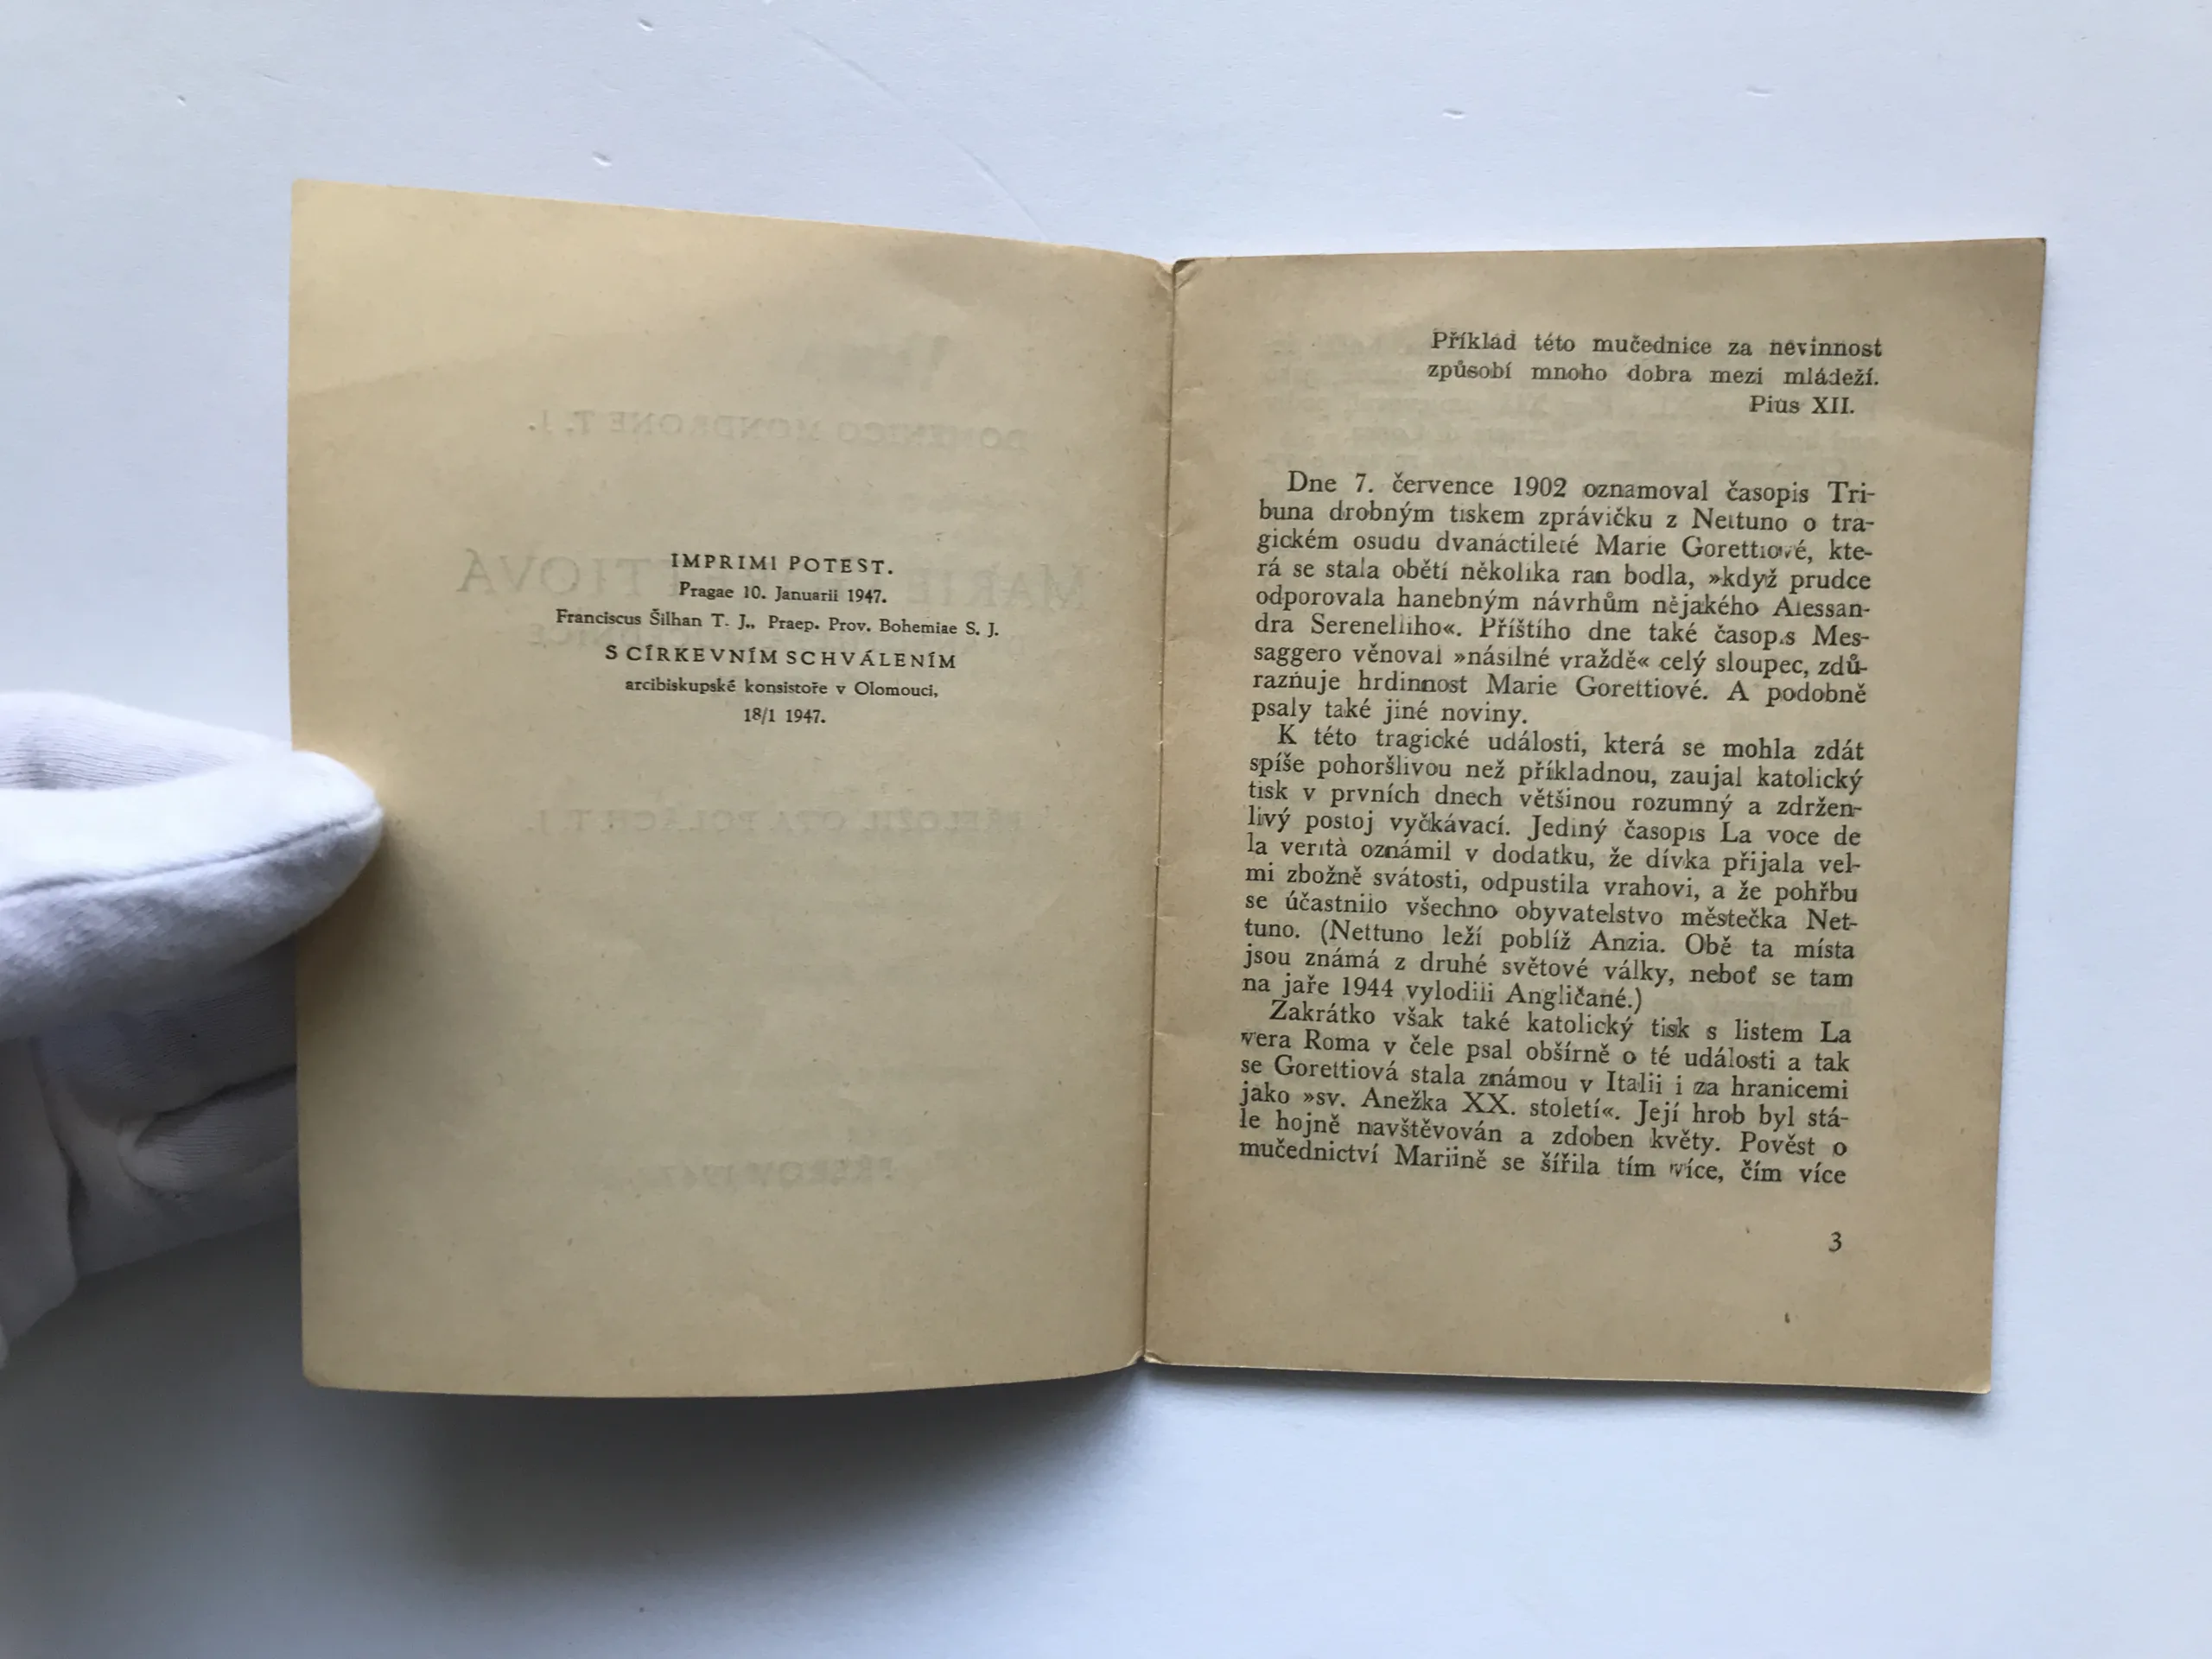 IMPRIMI POTEST.
Pragae 10. Januarii 1947.
Franciscus Šilhan T. J., Praep. Prov. Bohemiae S. J.
S CÍRKEVNÍM SCHVÁLENÍM
arcibiskupské konsistoře v Olomouci,
18/1 1947.
Příklad této mučednice za nevinnost
způsobí mnoho dobra mezi mládeží.
Pius XII.
Dne 7. července 1902 oznamoval časopis Tri-
buna drobným tiskem zprávičku z Nettuno o tra-
gickém osudu dvanáctileté Marie Gorettiové, kte-
rá se stala obětí několika ran bodla, »když prudce
odporovala hanebným návrhům nějakého Alessan-
dra Serenelliho«. Příštího dne také časopis Mes-
saggero věnoval »násilné vraždě« celý sloupec, zdů-
razňuje hrdinnost Marie Gorettiové. A podobně
psaly také jiné noviny.
K této tragické události, která se mohla zdát
spíše pohoršlivou než příkladnou, zaujal katolický
tisk v prvních dnech většinou rozumný a zdržen-
livý postoj vyčkávací. Jediný časopis La voce de
la verità oznámil v dodatku, že dívka přijala vel-
mi zbožně svátosti, odpustila vrahovi, a že pohřbu
se účastnilo všechno obyvatelstvo městečka Net-
tuno. (Nettuno leží poblíž Anzia. Obě ta místa
jsou známá z druhé světové války, neboť se tam
na jaře 1944 vylodili Angličané.)
Zakrátko však také katolický tisk s listem La
vera Roma v čele psal obšírně o té události a tak
se Gorettiová stala známou v Italii i za hranicemi
jako »sv. Anežka XX. století«. Její hrob byl stá-
le hojně navštěvován a zdoben květy. Pověst o
mučednictví Mariině se šířila tím více, čím více
3